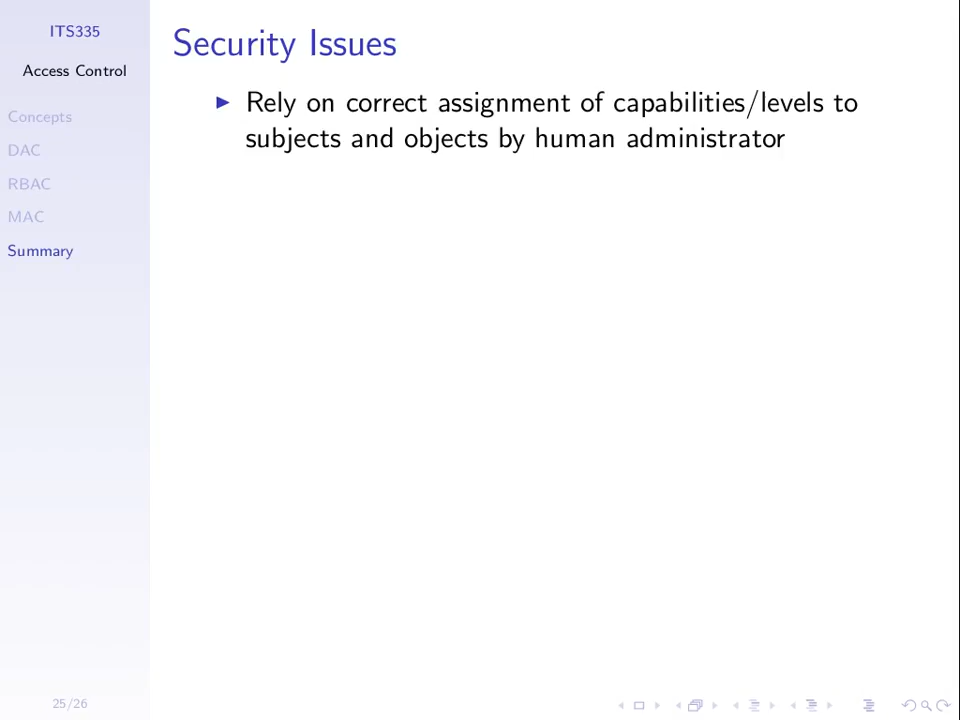 ITS335
Access Control
Concepts
DAC
RBAC
MAC
Summary
Security Issues
Rely on correct assignment of capabilities/levels to
subjects and objects by human administrator
25/26